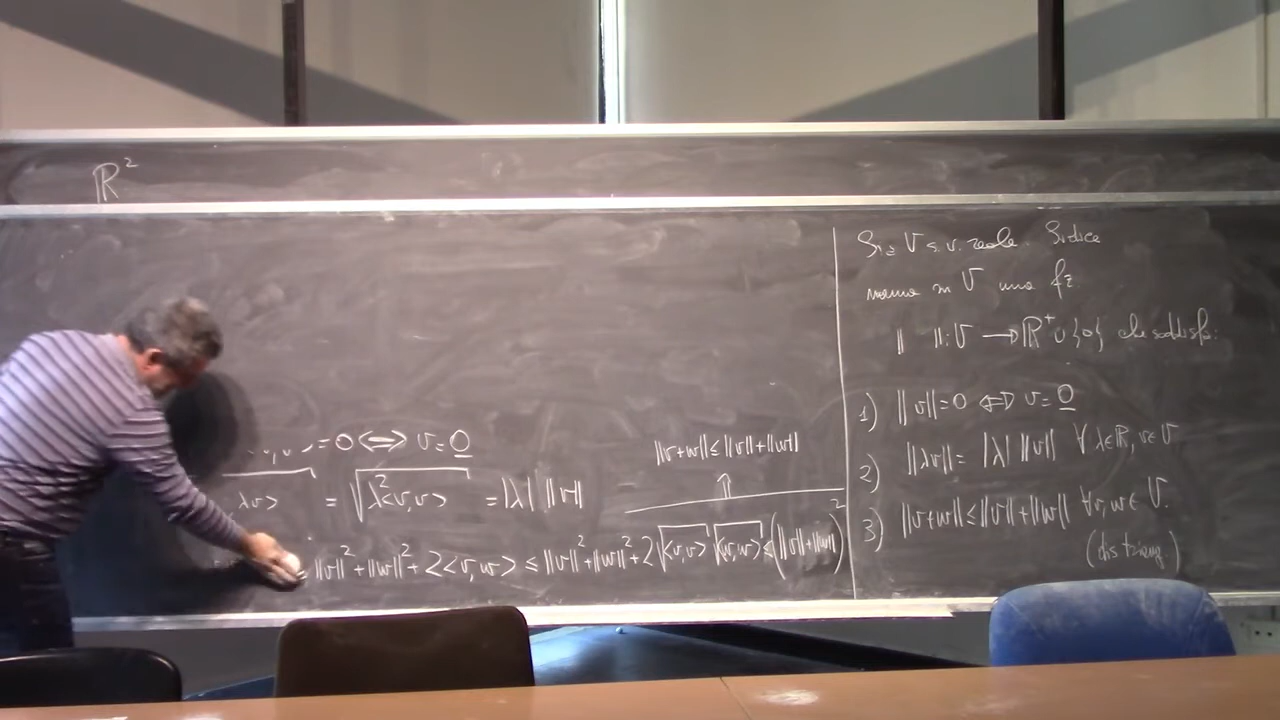 ℝ²
= 0 ⟺ v = 0
λv> = √(λ²<v,v>) = |λ| ‖v‖
‖v+w‖ ≤ ‖v‖+‖w‖
⇑
‖v‖² + ‖w‖² + 2<v,w> ≤ ‖v‖² + ‖w‖² + 2√<v,v> √<w,w> ≤ (‖v‖+‖w‖)²
Sia V s.v. reale. Si dice
norma in V una fz.
‖ ‖: V → ℝ⁺ ∪ {0} che soddisfa:
1) ‖v‖ = 0 ⟺ v = 0
2) ‖λv‖ = |λ| ‖v‖ ∀ λ∈ℝ, v∈V
3) ‖v+w‖ ≤ ‖v‖+‖w‖ ∀v,w ∈ V.
(dis triang.)